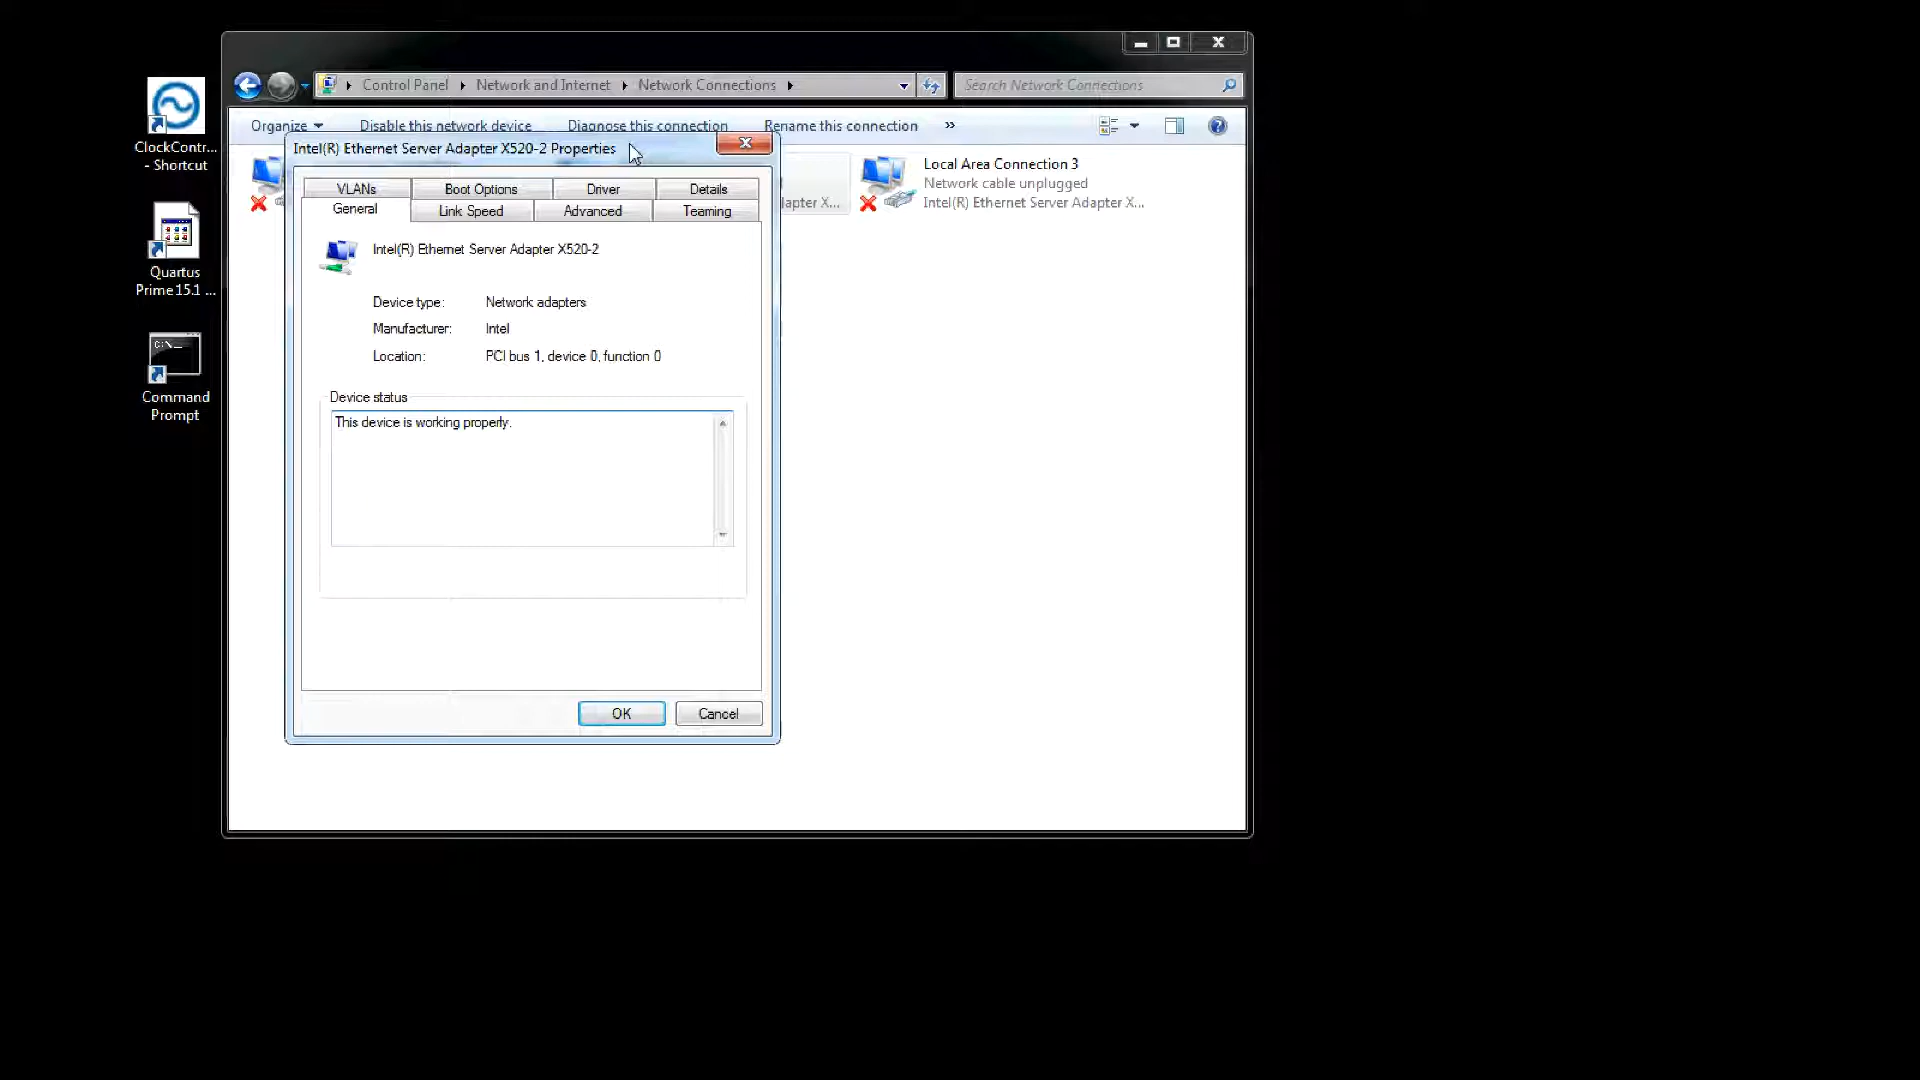 Control Panel
Network and Internet
Network Connections
Search Network Connections
Organize
Disable this network device
Diagnose this connection
Rename this connection
»
Intel(R) Ethernet Server Adapter X520-2 Properties
VLANs
Boot Options
Driver
Details
General
Link Speed
Advanced
Teaming
Intel(R) Ethernet Server Adapter X520-2
Device type: Network adapters
Manufacturer: Intel
Location: PCI bus 1, device 0, function 0
Device status
This device is working properly.
OK
Cancel
apter X...
Local Area Connection 3
Network cable unplugged
Intel(R) Ethernet Server Adapter X...
ClockContr...
- Shortcut
Quartus
Prime 15.1 ...
C:\_
Command
Prompt